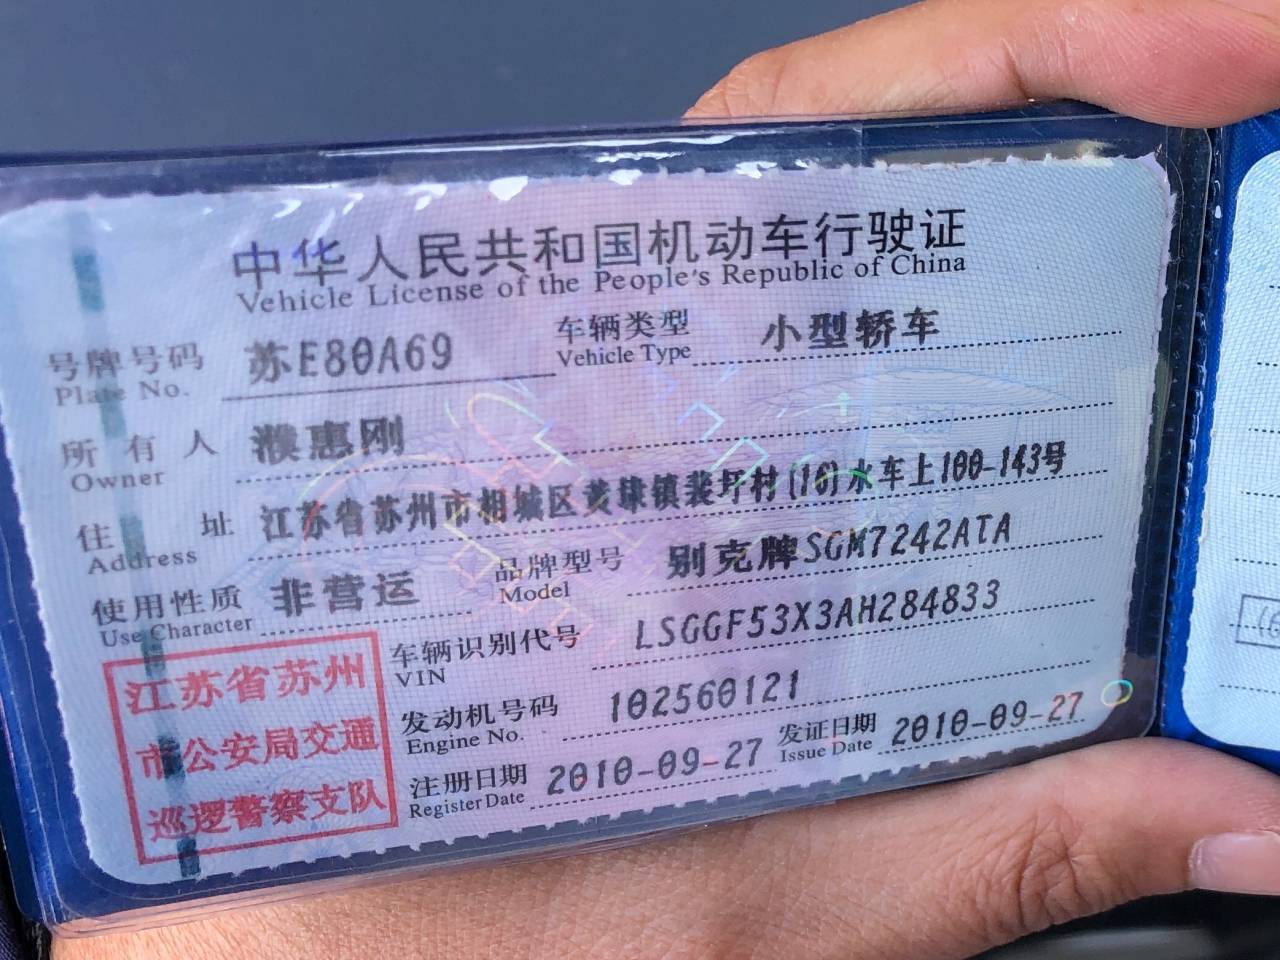 中华人民共和国机动车行驶证
Vehicle License of the People's Republic of China
号牌号码 苏E80A69 车辆类型 小型轿车
Plate No. Vehicle Type
所有人 濮惠刚
Owner
住址 江苏省苏州市相城区黄埭镇裴圩村(16)水车上100-143号
Address
使用性质 非营运 品牌型号 别克牌SGM7242ATA
Use Character Model
车辆识别代号 LSGGF53X3AH284833
VIN
发动机号码 102560121
Engine No.
注册日期 2010-09-27 发证日期 2010-09-27
Register Date Issue Date
江苏省苏州
市公安局交通
巡逻警察支队